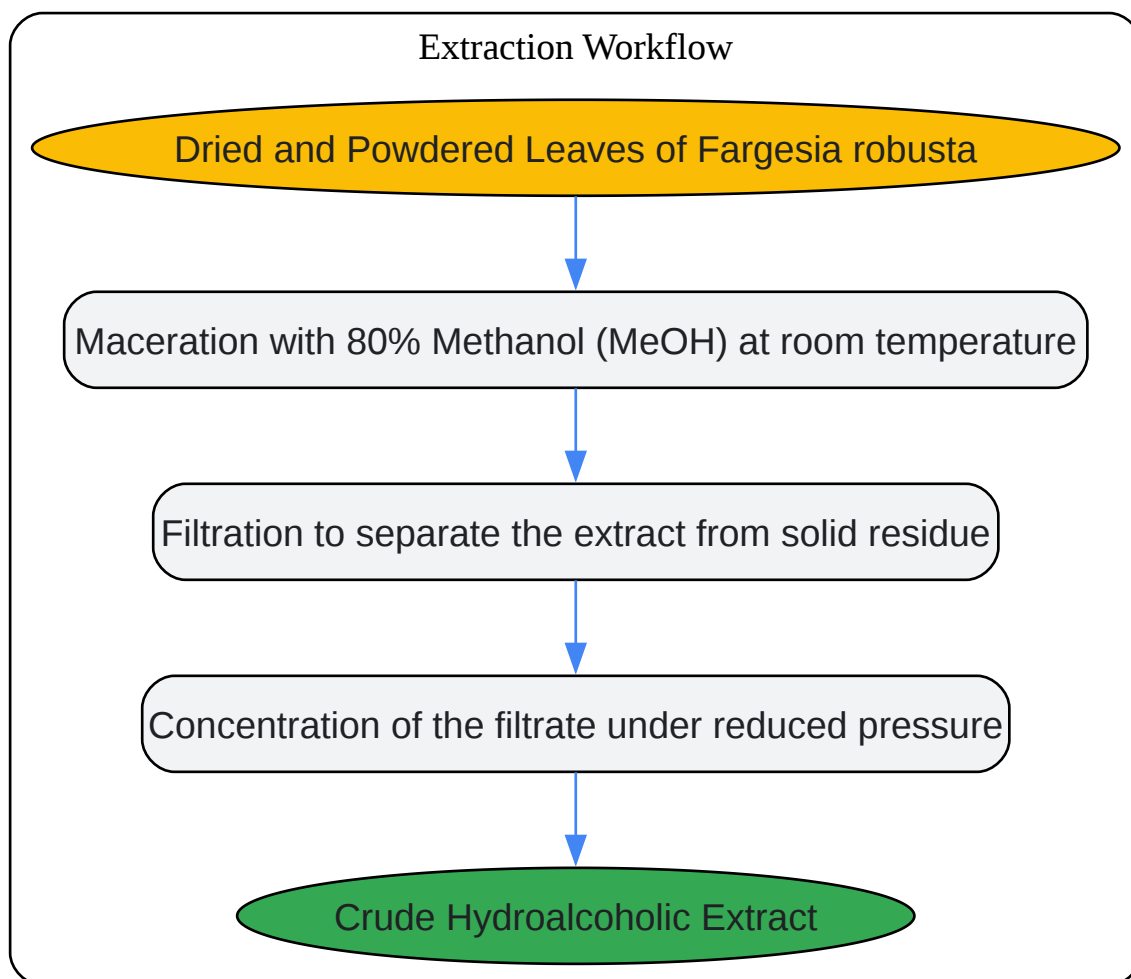 Extraction Workflow
Dried and Powdered Leaves of Fargesia robusta
Maceration with 80% Methanol (MeOH) at room temperature
Filtration to separate the extract from solid residue
Concentration of the filtrate under reduced pressure
Crude Hydroalcoholic Extract